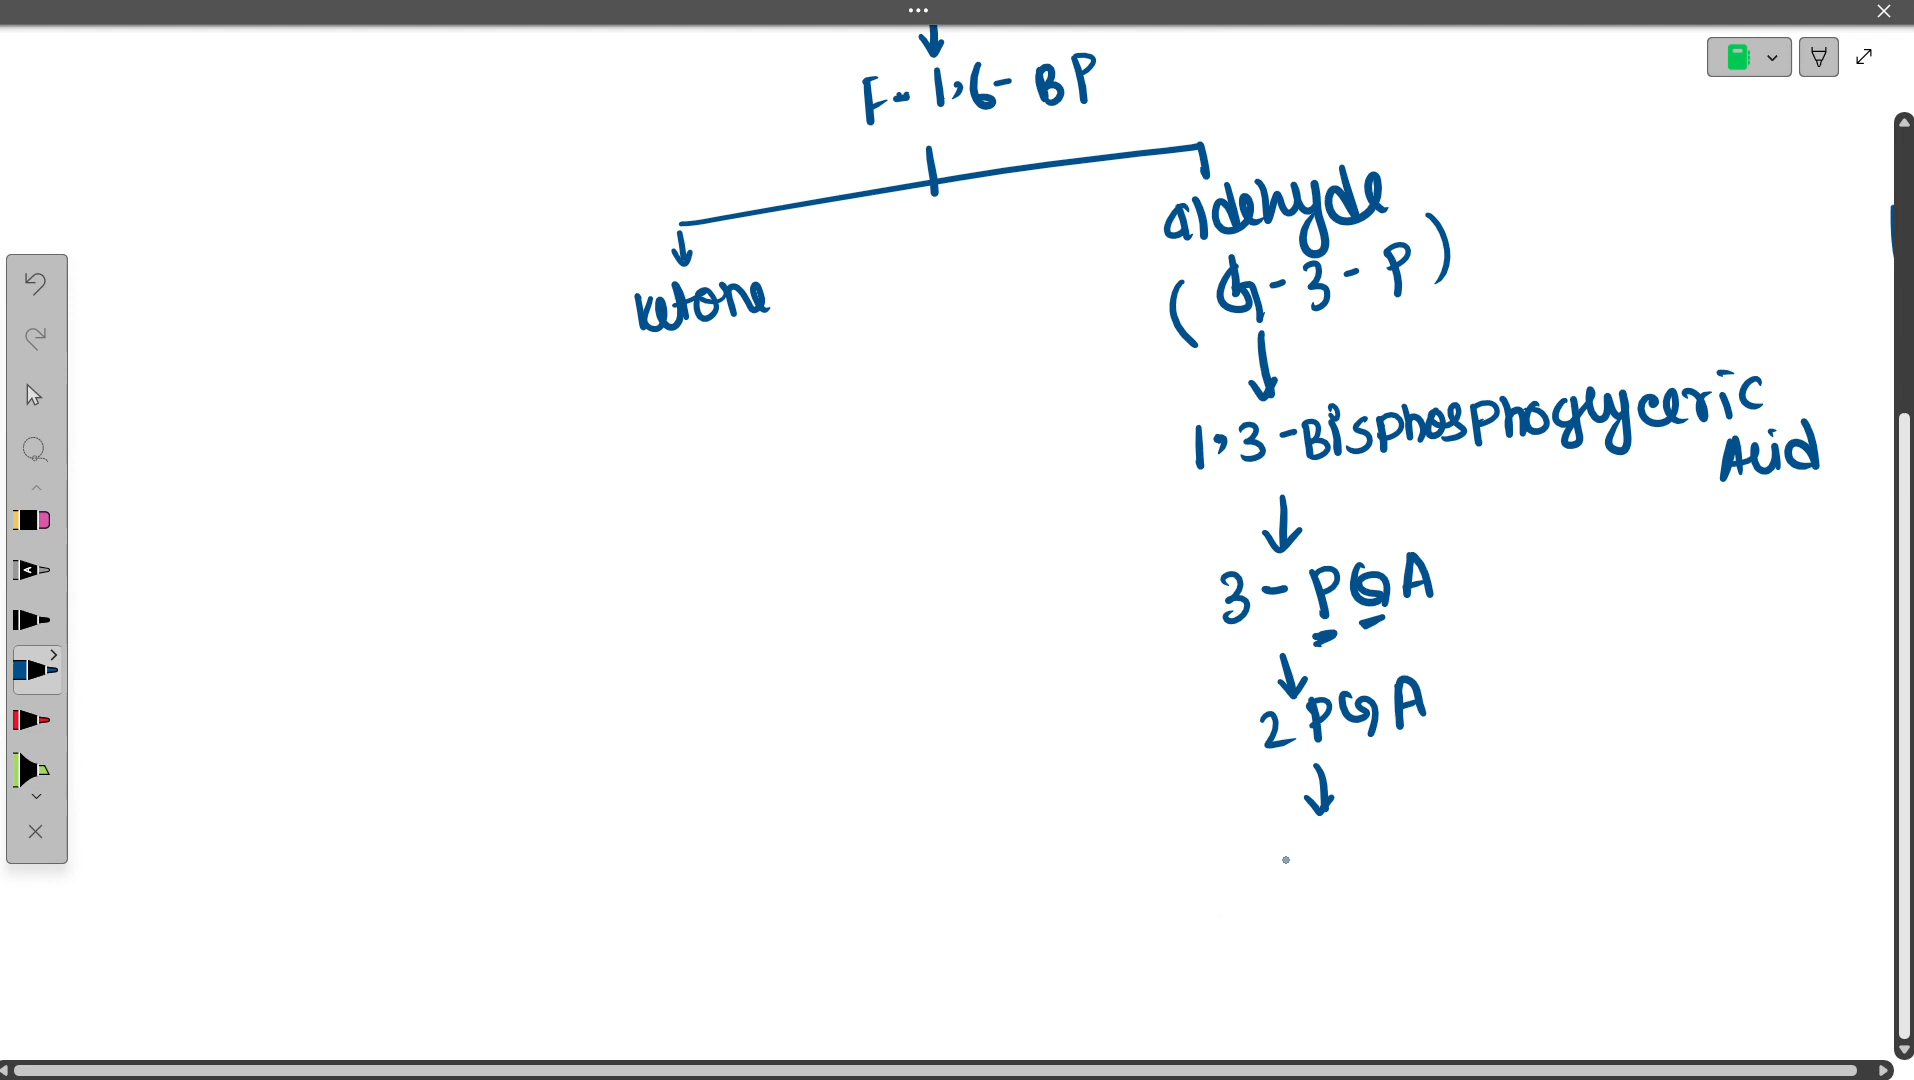 F-1,6-BP
aldehyde
(G-3-P)
ketone
1,3-Bisphosphoglyceric
Acid
3-PGA
2PGA